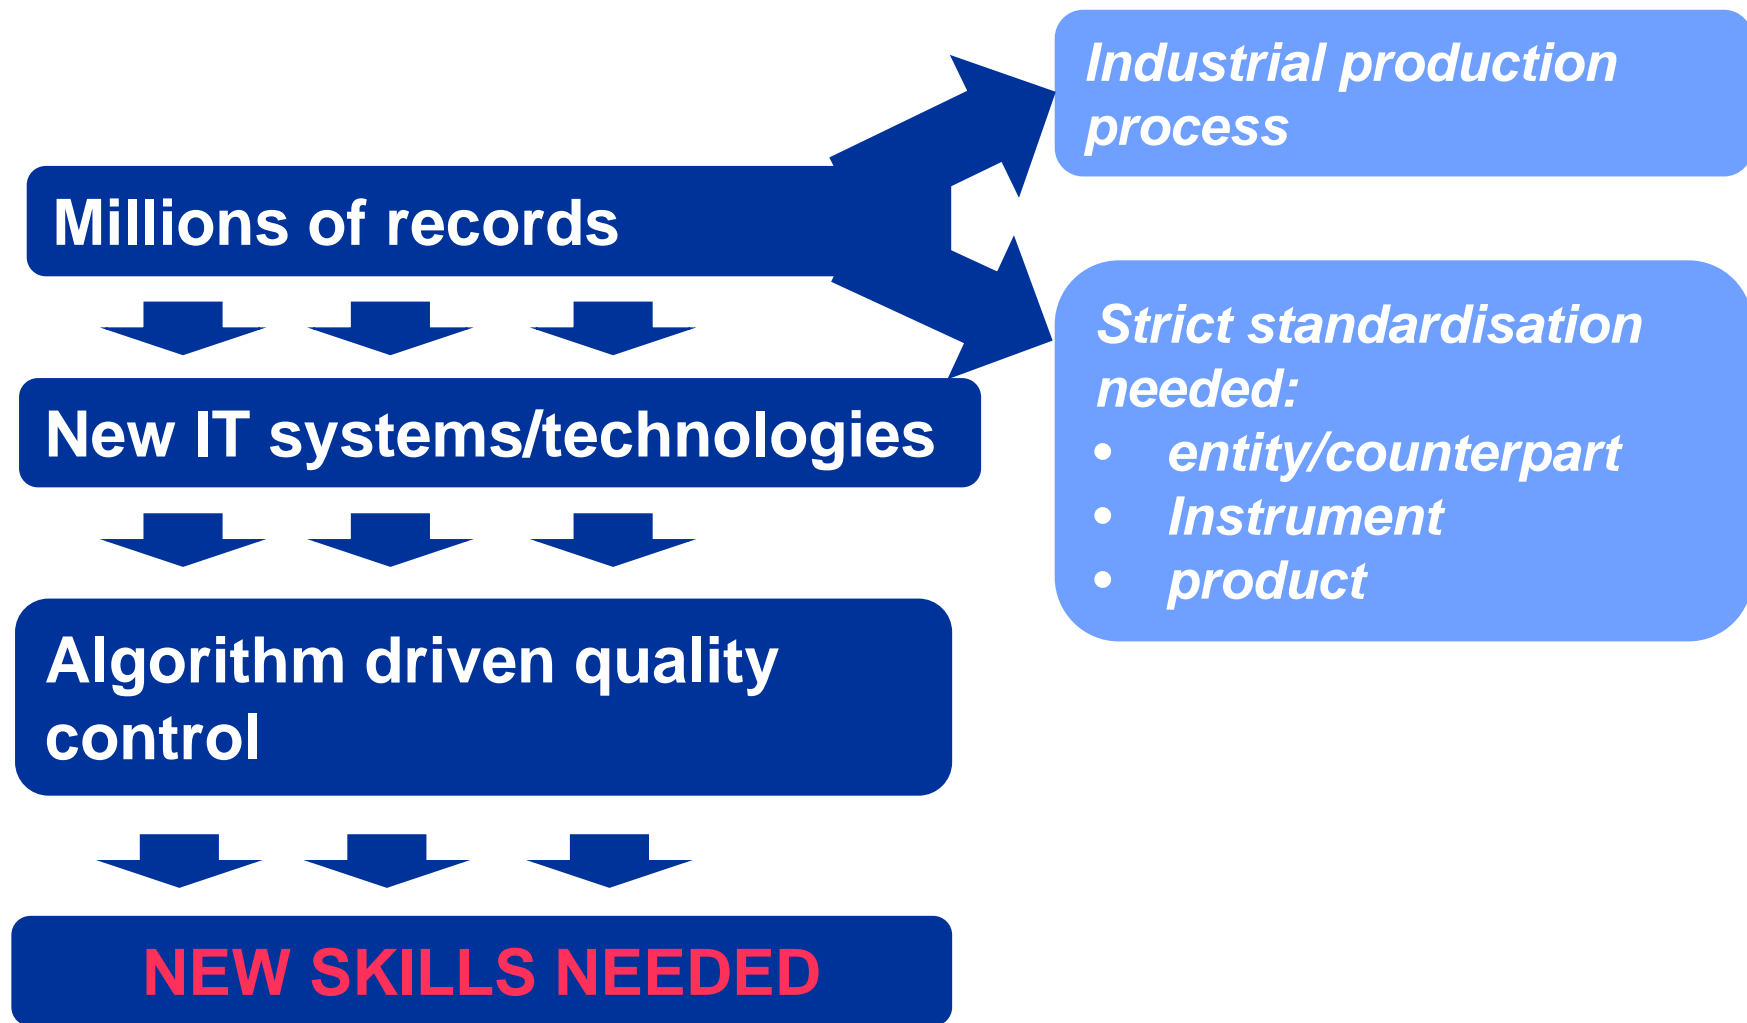 Industrial production
process
Millions of records
Strict standardisation
needed:
• entity/counterpart
• Instrument
• product
New IT systems/technologies
Algorithm driven quality
control
NEW SKILLS NEEDED